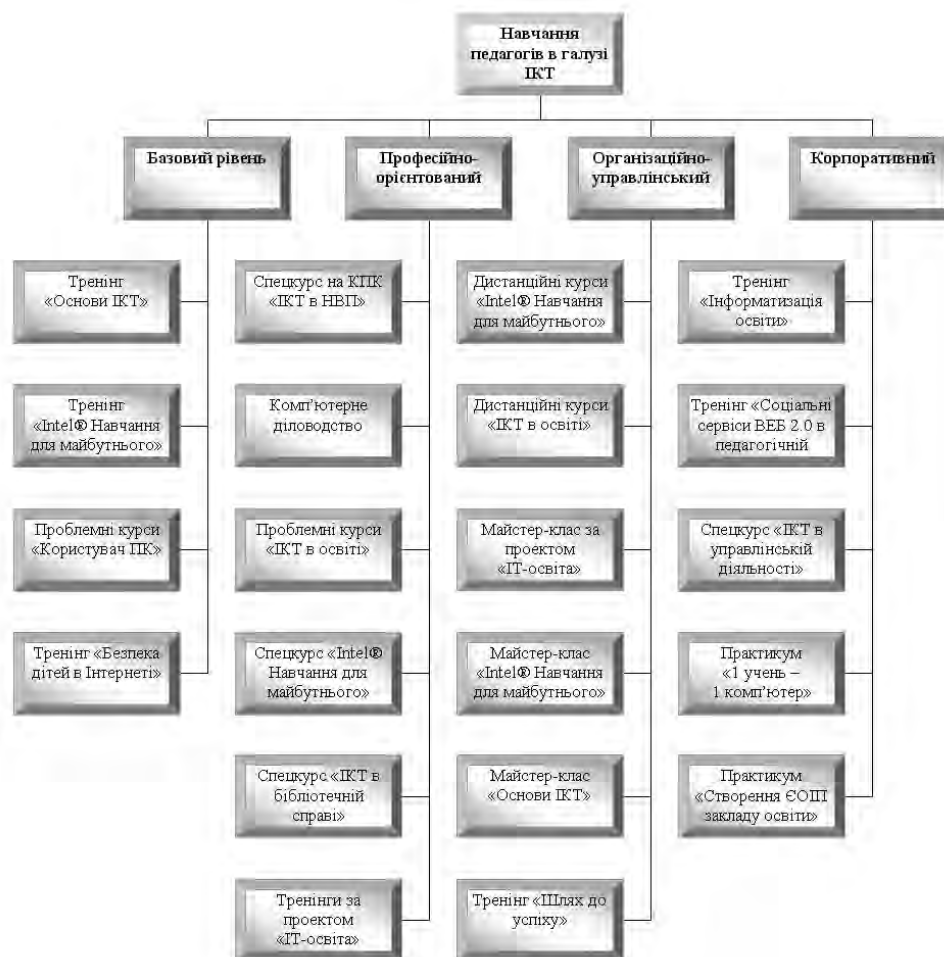 Навчання
педагогів в галузі
ІКТ
Базовий рівень
Професійно-
орієнтований
Організаційно-
управлінський
Корпоративний
Тренінг
«Основи ІКТ»
Спецкурс на КПК
«ІКТ в НВП»
Дистанційні курси
«Intel® Навчання
для майбутнього»
Тренінг
«Інформатизація
освіти»
Тренінг
«Intel® Навчання
для майбутнього»
Комп’ютерне
діловодство
Дистанційні курси
«ІКТ в освіті»
Тренінг «Соціальні
сервіси ВЕБ 2.0 в
педагогічній
Проблемні курси
«Користувач ПК»
Проблемні курси
«ІКТ в освіті»
Майстер-клас за
проектом
«ІТ-освіта»
Спецкурс «ІКТ в
управлінській
діяльності»
Тренінг «Безпека
дітей в Інтернеті»
Спецкурс «Intel®
Навчання для
майбутнього»
Майстер-клас
«Intel® Навчання
для майбутнього»
Практикум
«1 учень –
1 комп’ютер»
Спецкурс «ІКТ в
бібліотечній
справі»
Майстер-клас
«Основи ІКТ»
Практикум
«Створення ЄОІП
закладу освіти»
Тренінги за
проектом
«ІТ-освіта»
Тренінг «Шлях до
успіху»